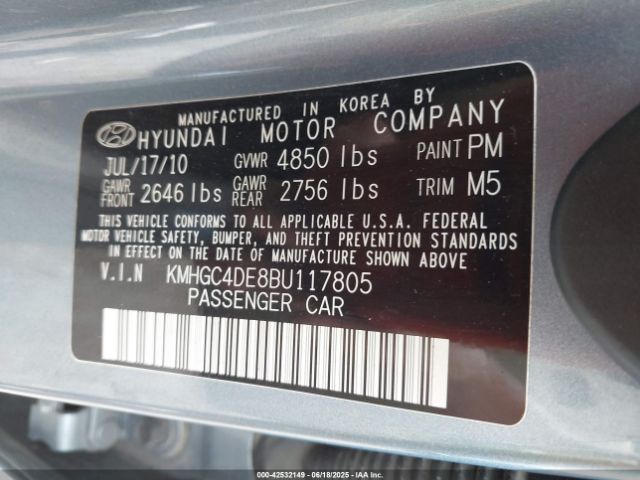 MANUFACTURED IN KOREA BY
HYUNDAI MOTOR COMPANY
JUL/17/10 GVWR 4850 lbs PAINT PM
GAWR FRONT 2646 lbs GAWR REAR 2756 lbs TRIM M5
THIS VEHICLE CONFORMS TO ALL APPLICABLE U.S.A. FEDERAL
MOTOR VEHICLE SAFETY, BUMPER, AND THEFT PREVENTION STANDARDS
IN EFFECT ON THE DATE OF MANUFACTURE SHOWN ABOVE.
V.I.N KMHGC4DE8BU117805
PASSENGER CAR
000-42532149 - 06/18/2025 - IAA, Inc.